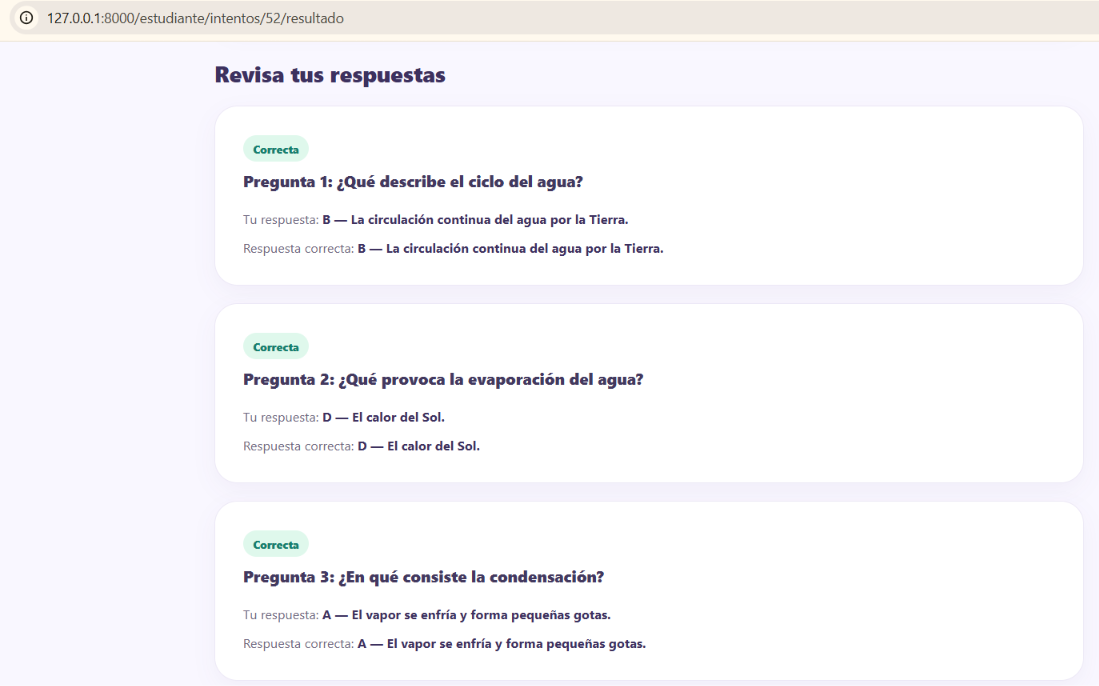 127.0.0.1:8000/estudiante/intentos/52/resultado
Revisa tus respuestas
Correcta
Pregunta 1: ¿Qué describe el ciclo del agua?
Tu respuesta: B — La circulación continua del agua por la Tierra.
Respuesta correcta: B — La circulación continua del agua por la Tierra.
Correcta
Pregunta 2: ¿Qué provoca la evaporación del agua?
Tu respuesta: D — El calor del Sol.
Respuesta correcta: D — El calor del Sol.
Correcta
Pregunta 3: ¿En qué consiste la condensación?
Tu respuesta: A — El vapor se enfría y forma pequeñas gotas.
Respuesta correcta: A — El vapor se enfría y forma pequeñas gotas.